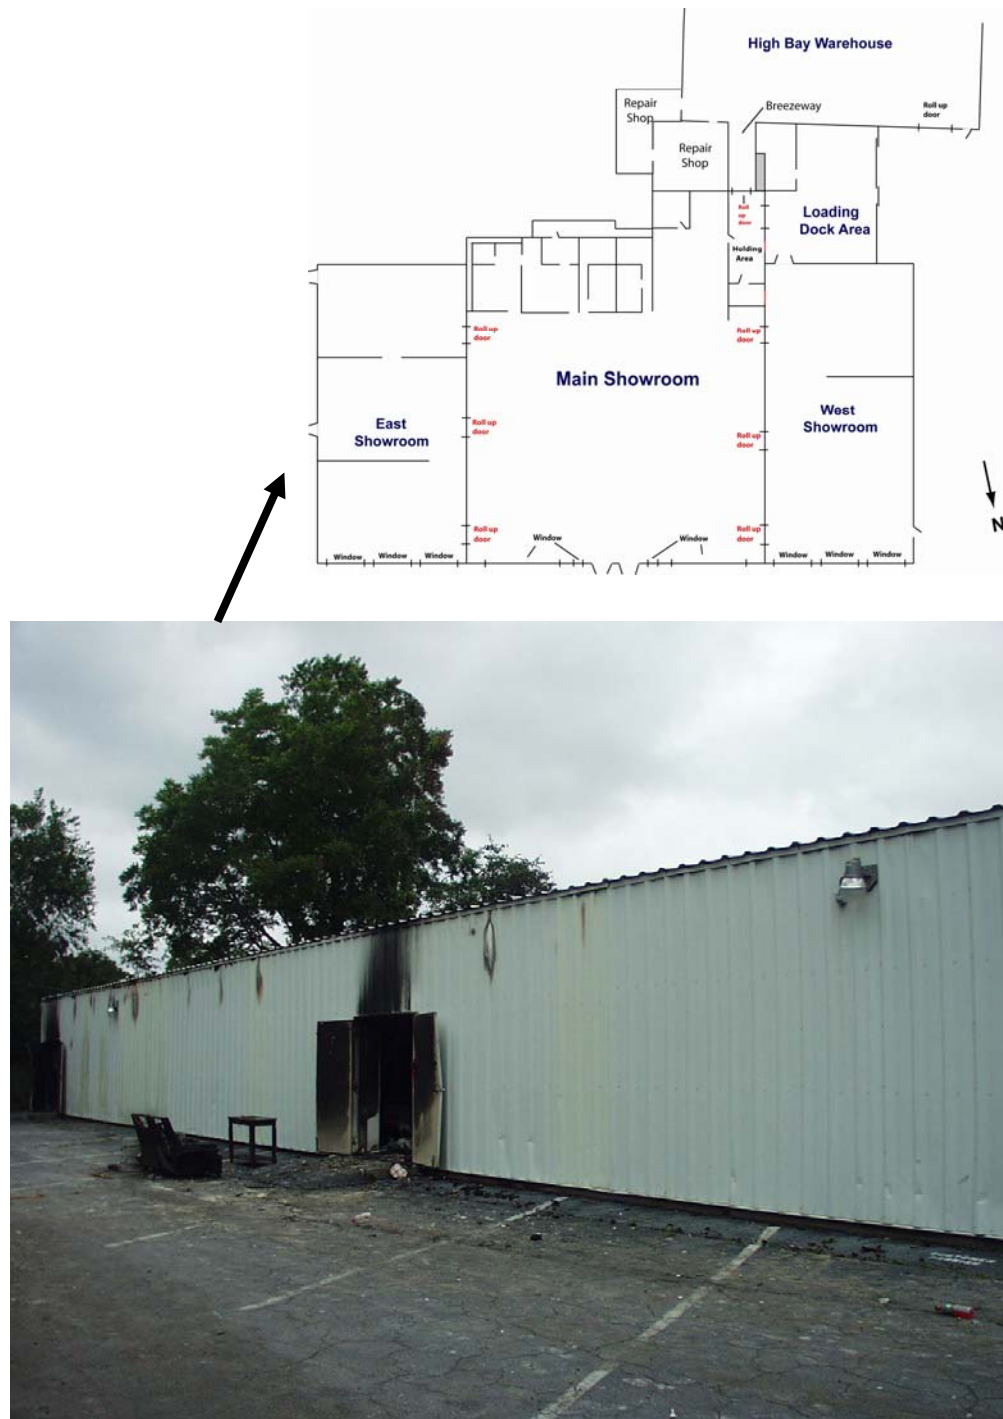 High Bay Warehouse
Breezeway
Roll up
door
Repair
Shop
Repair
Shop
Roll
up
door
Loading
Dock Area
Holding
Area
Roll up
door
Roll up
door
Main Showroom
East
Showroom
Roll up
door
Roll up
door
West
Showroom
N
Roll up
door
Roll up
door
Window
Window
Window
Window
Window
Window
Window
Window